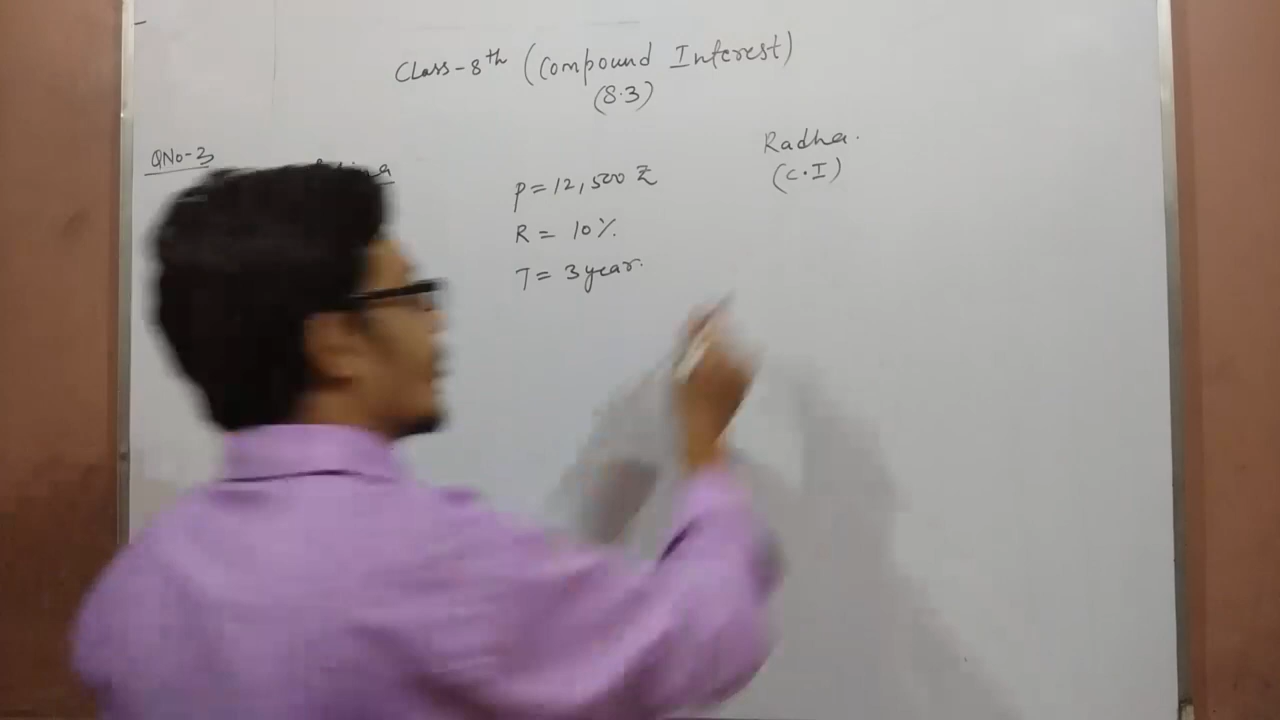 Class-8th (Compound Interest)
(8.3)
QNo-3
P = 12,500 ₹
R = 10%
T = 3 year.
Radha.
(C.I)